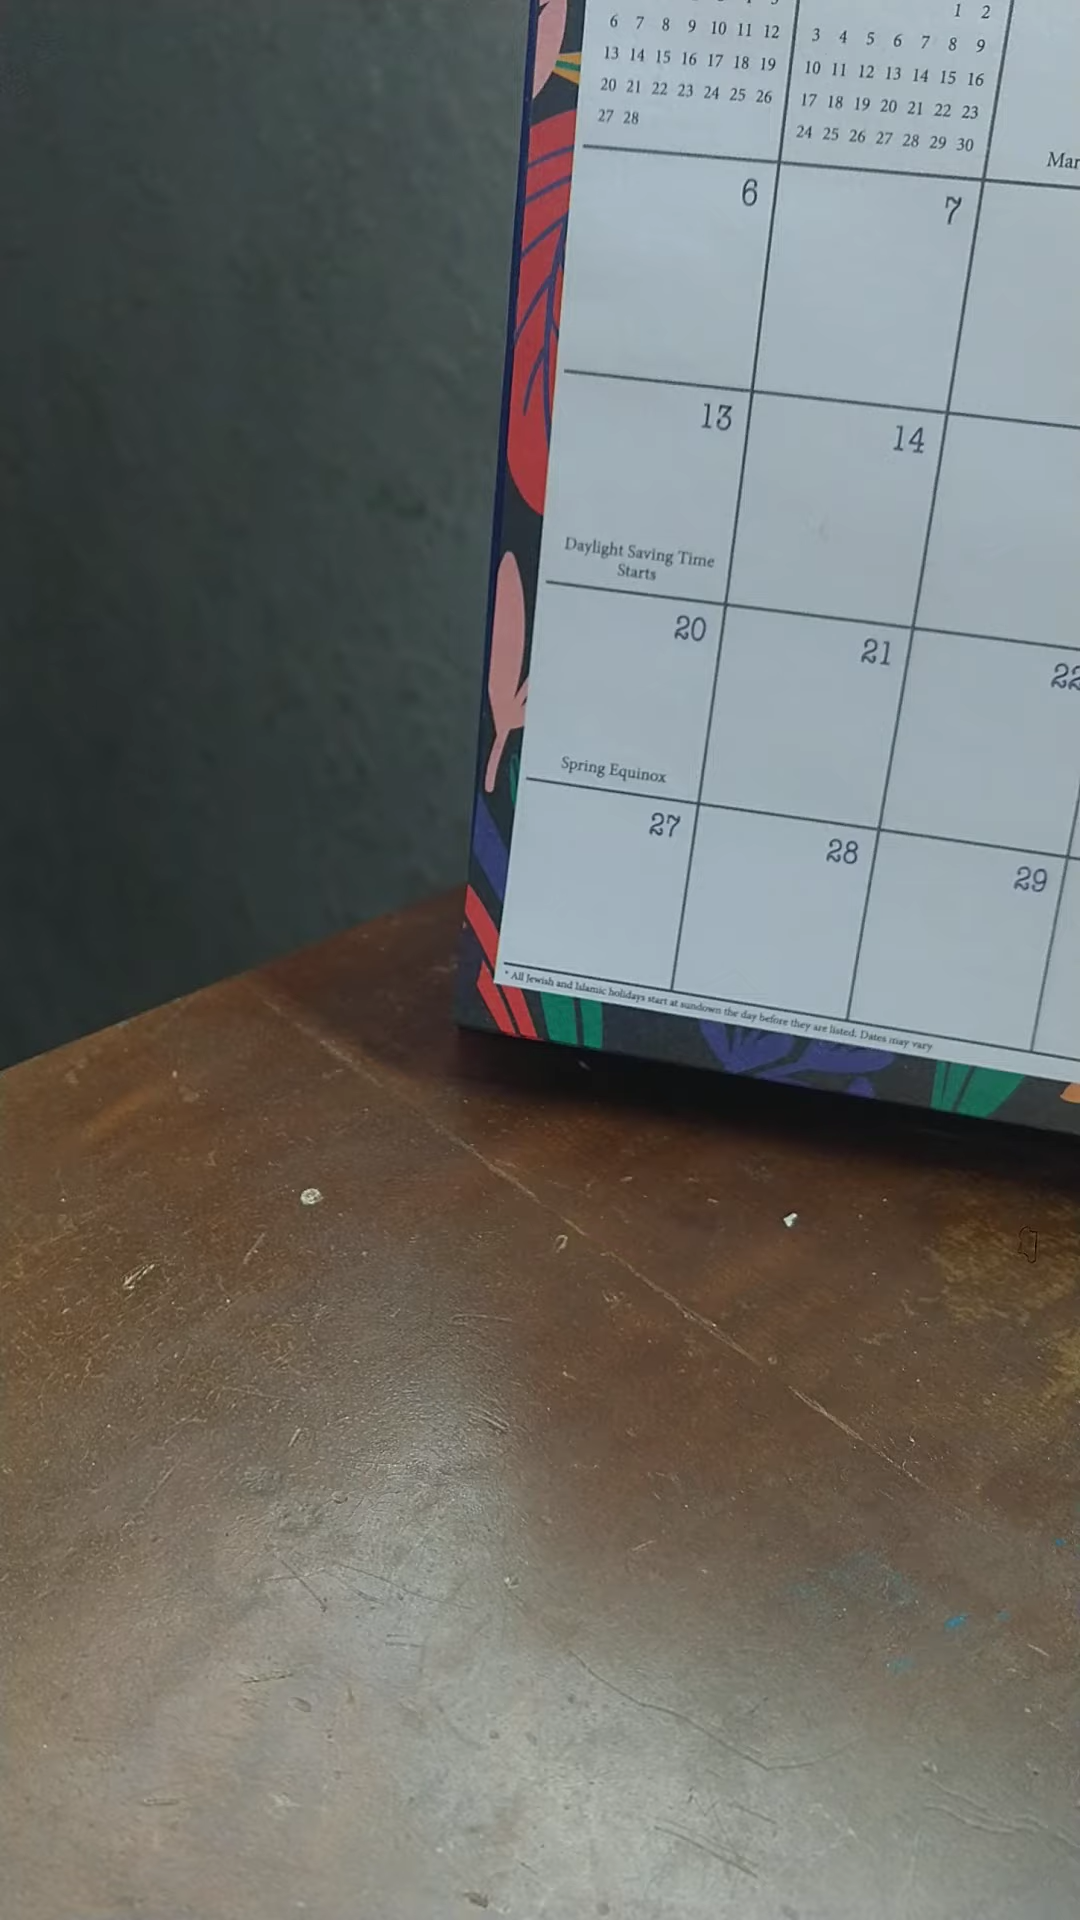 6 7 8 9 10 11 12
13 14 15 16 17 18 19
20 21 22 23 24 25 26
27 28
1 2
3 4 5 6 7 8 9
10 11 12 13 14 15 16
17 18 19 20 21 22 23
24 25 26 27 28 29 30
Mar
6
7
13
Daylight Saving Time
Starts
14
20
Spring Equinox
21
22
27
28
29
* All Jewish and Islamic holidays start at sundown the day before they are listed. Dates may vary